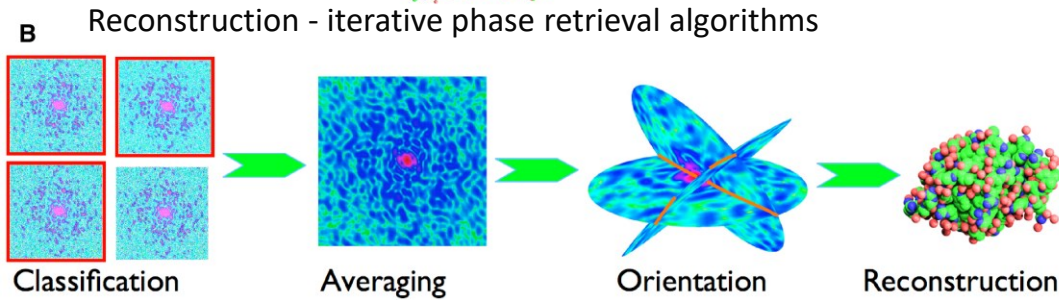 Reconstruction - iterative phase retrieval algorithms
B
Classification Averaging Orientation Reconstruction